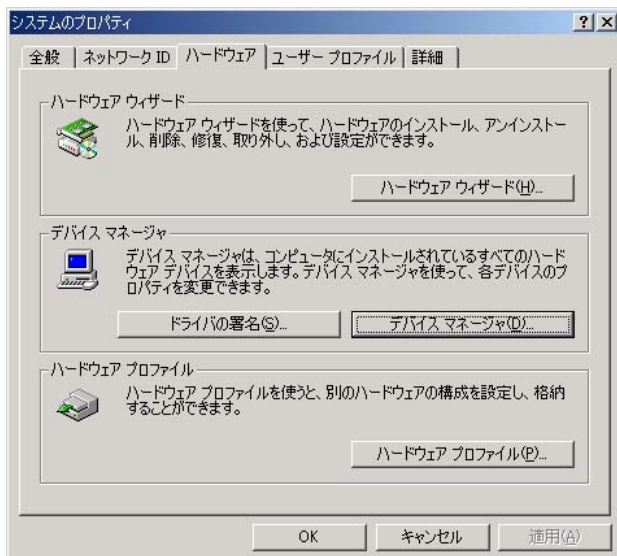 システムのプロパティ
全般 ネットワーク ID ハードウェア ユーザー プロファイル 詳細
ハードウェア ウィザード
ハードウェア ウィザードを使って、ハードウェアのインストール、アンインストー
ル、削除、修復、取り外し、および設定ができます。
ハードウェア ウィザード(H)...
デバイス マネージャ
デバイス マネージャは、コンピュータにインストールされているすべてのハード
ウェア デバイスを表示します。デバイス マネージャを使って、各デバイスのプ
ロパティを変更できます。
ドライバの署名(S)... デバイス マネージャ(D)...
ハードウェア プロファイル
ハードウェア プロファイルを使うと、別のハードウェアの構成を設定し、格納
することができます。
ハードウェア プロファイル(P)...
OK キャンセル 適用(A)